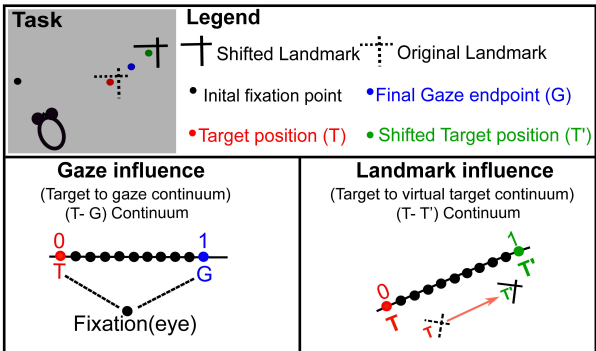 Task
Legend
Shifted Landmark
Original Landmark
Inital fixation point
Final Gaze endpoint (G)
Target position (T)
Shifted Target position (T')
Gaze influence
(Target to gaze continuum)
(T- G) Continuum
0
1
T
G
Fixation(eye)
Landmark influence
(Target to virtual target continuum)
(T- T') Continuum
1
T'
0
T
T'
T